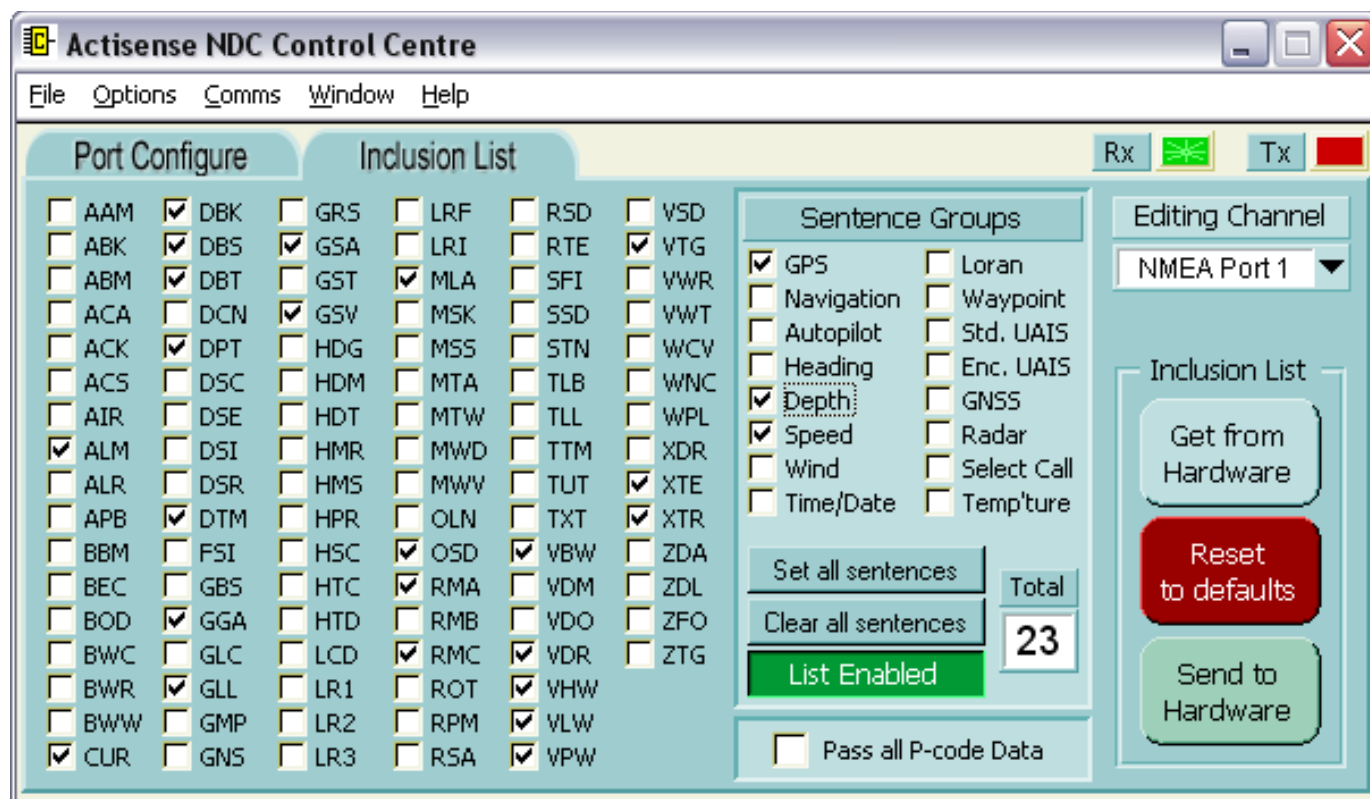 Actisense NDC Control Centre
File Options Comms Window Help
Port Configure Inclusion List Rx Tx
AAM DBK GRS LRF RSD VSD
ABK DBS GSA LRI RTE VTG
ABM DBT GST MLA SFI VWR
ACA DCN GSV MSK SSD VWT
ACK DPT HDG MSS STN WCV
ACS DSC HDM MTA TLB WNC
AIR DSE HDT MTW TLL WPL
ALM DSI HMR MWD TTM XDR
ALR DSR HMS MWV TUT XTE
APB DTM HPR OLN TXT XTR
BBM FSI HSC OSD VBW ZDA
BEC GBS HTC RMA VDM ZDL
BOD GGA HTD RMB VDO ZFO
BWC GLC LCD RMC VDR ZTG
BWR GLL LR1 ROT VHW
BWW GMP LR2 RPM VLW
CUR GNS LR3 RSA VPW
Sentence Groups
GPS Loran
Navigation Waypoint
Autopilot Std. UAIS
Heading Enc. UAIS
Depth GNSS
Speed Radar
Wind Select Call
Time/Date Temp'ture
Set all sentences
Clear all sentences
List Enabled
Total
23
Pass all P-code Data
Editing Channel
NMEA Port 1
Inclusion List
Get from
Hardware
Reset
to defaults
Send to
Hardware